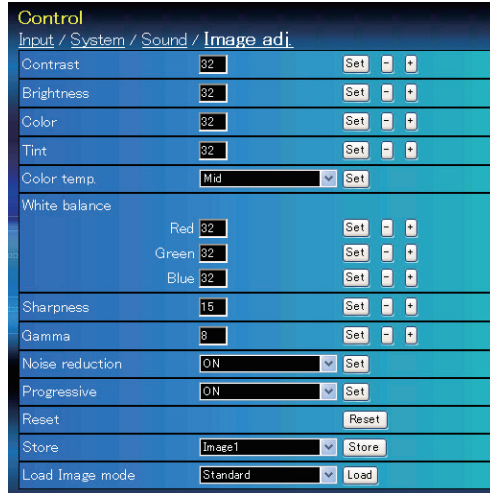 Control
Input / System / Sound / Image adj.
Contrast 32 Set - +
Brightness 32 Set - +
Color 32 Set - +
Tint 32 Set - +
Color temp. Mid Set
White balance
Red 32 Set - +
Green 32 Set - +
Blue 32 Set - +
Sharpness 15 Set - +
Gamma 8 Set - +
Noise reduction ON Set
Progressive ON Set
Reset Reset
Store Image1 Store
Load Image mode Standard Load